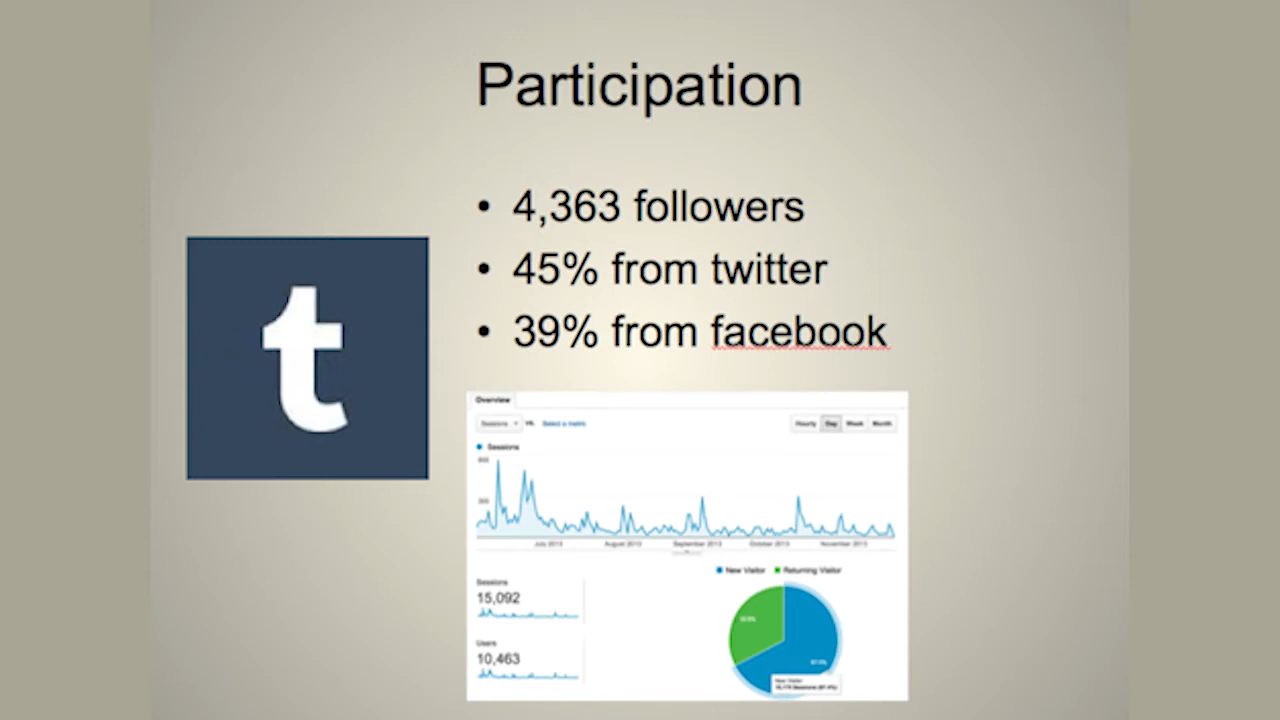 Participation
• 4,363 followers
• 45% from twitter
• 39% from facebook
t
Overview
Sessions VS. Select a metric Hourly Day Week Month
Sessions
July 2013 August 2013 September 2013 October 2013 November 2013
New Visitor Returning Visitor
Sessions
15,092
Users
10,463
New Visitor